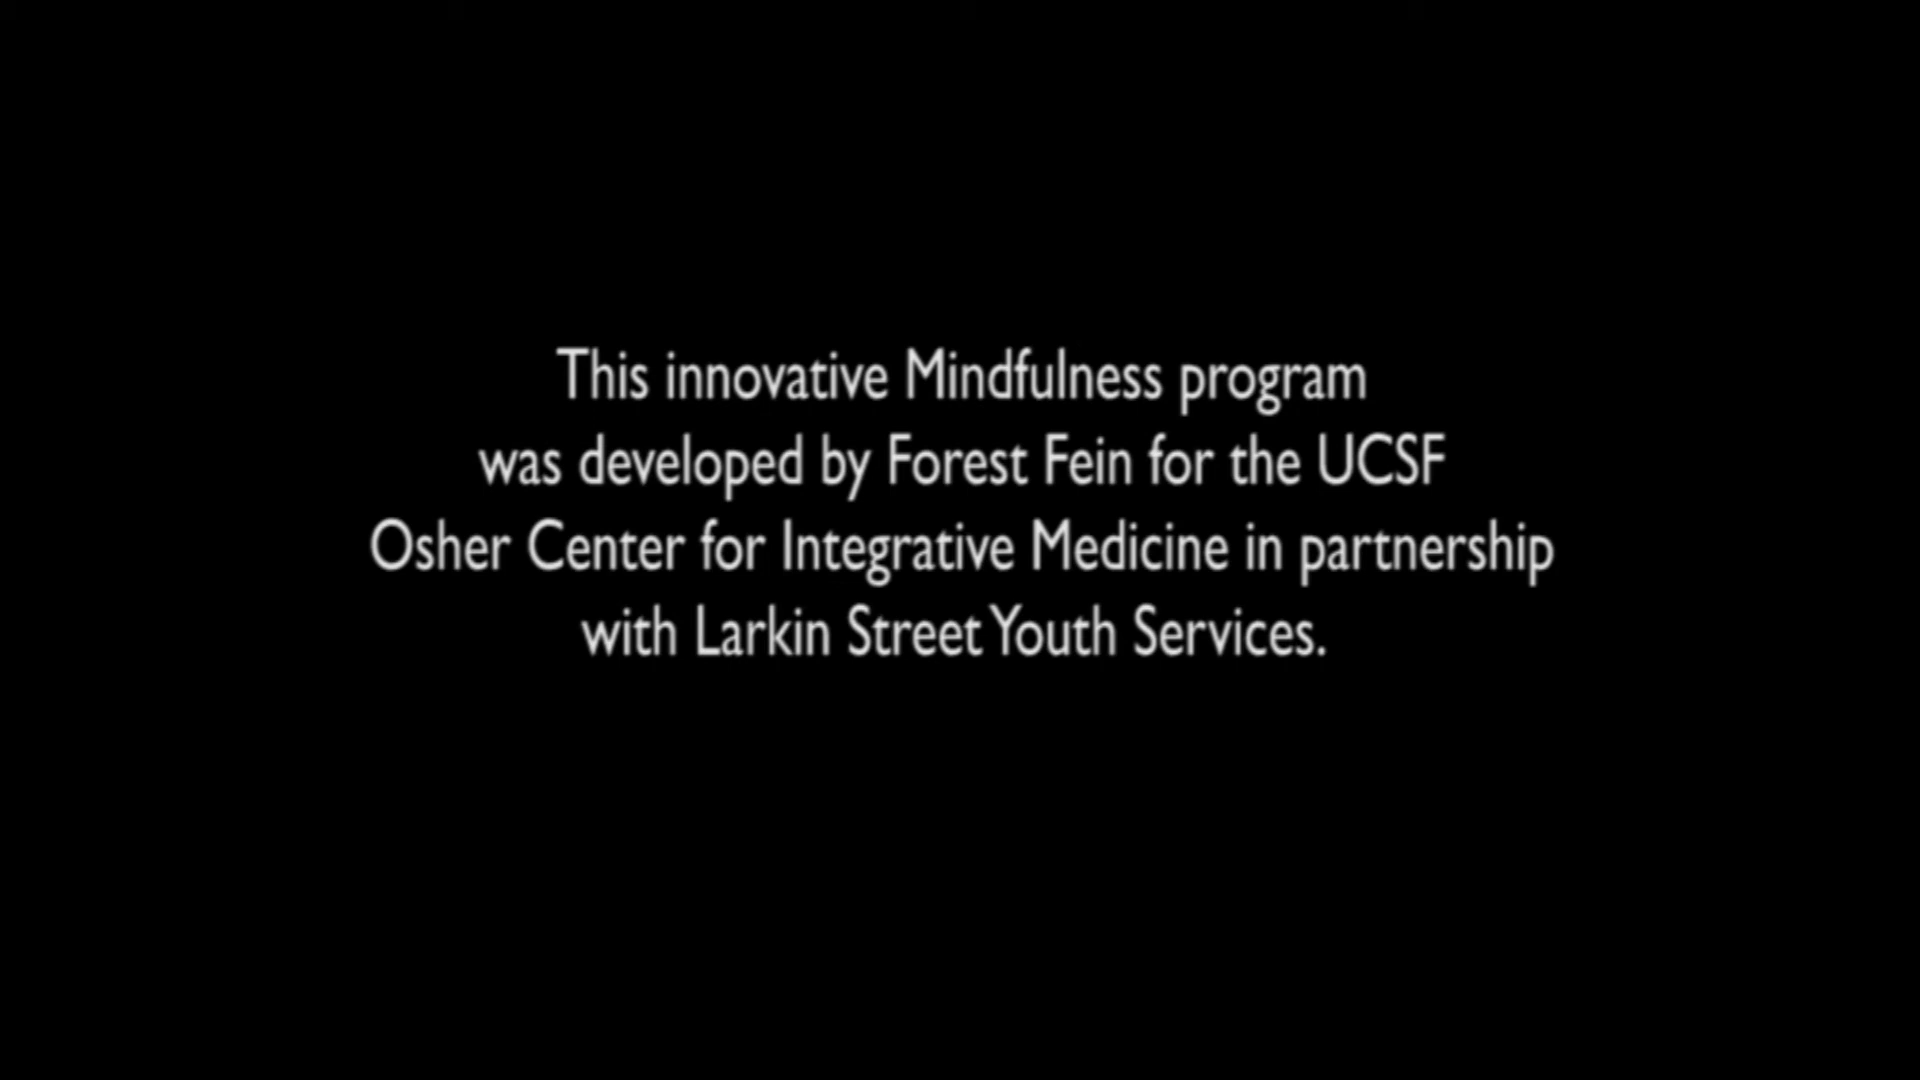 This innovative Mindfulness program
was developed by Forest Fein for the UCSF
Osher Center for Integrative Medicine in partnership
with Larkin Street Youth Services.